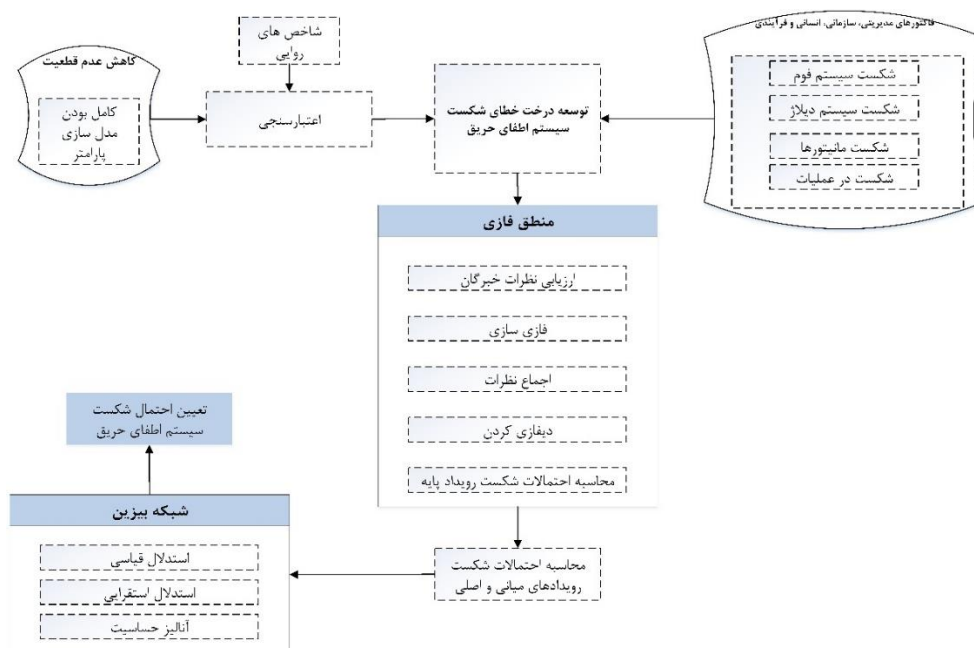 فاکتورهای مدیریتی، سازمانی، انسانی و فرآیندی
شکست سیستم فوم
شکست سیستم دیلاژ
شکست مانیتورها
شکست در عملیات
توسعه درخت خطای شکست
سیستم اطفای حریق
شاخص های
روایی
اعتبارسنجی
کاهش عدم قطعیت
کامل بودن
مدل سازی
پارامتر
منطق فازی
ارزیابی نظرات خبرگان
فازی سازی
اجماع نظرات
دیفازی کردن
محاسبه احتمالات شکست رویداد پایه
محاسبه احتمالات شکست
رویدادهای میانی و اصلی
شبکه بیزین
استدلال قیاسی
استدلال استقرایی
آنالیز حساسیت
تعیین احتمال شکست
سیستم اطفای حریق